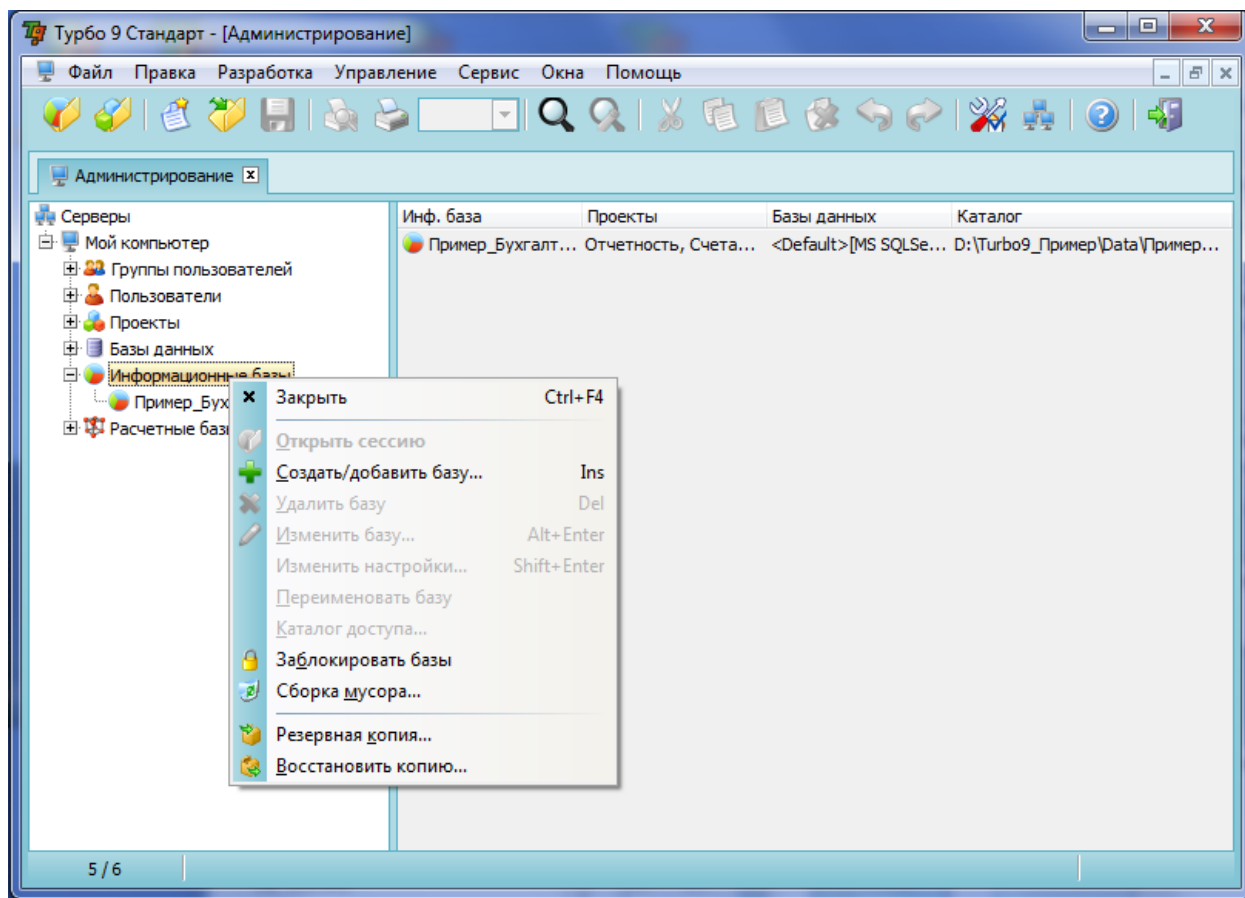 Турбо 9 Стандарт - [Администрирование]
Файл Правка Разработка Управление Сервис Окна Помощь
Администрирование
Серверы
Мой компьютер
Группы пользователей
Пользователи
Проекты
Базы данных
Информационные базы
Пример_Бух
Расчетные базы
Инф. база Проекты Базы данных Каталог
Пример_Бухгалт... Отчетность, Счета... <Default>[MS SQLSe... D:\Turbo9_Пример\Data\Пример...
Закрыть Ctrl+F4
Открыть сессию
Создать/добавить базу... Ins
Удалить базу Del
Изменить базу... Alt+Enter
Изменить настройки... Shift+Enter
Переименовать базу
Каталог доступа...
Заблокировать базы
Сборка мусора...
Резервная копия...
Восстановить копию...
5 / 6